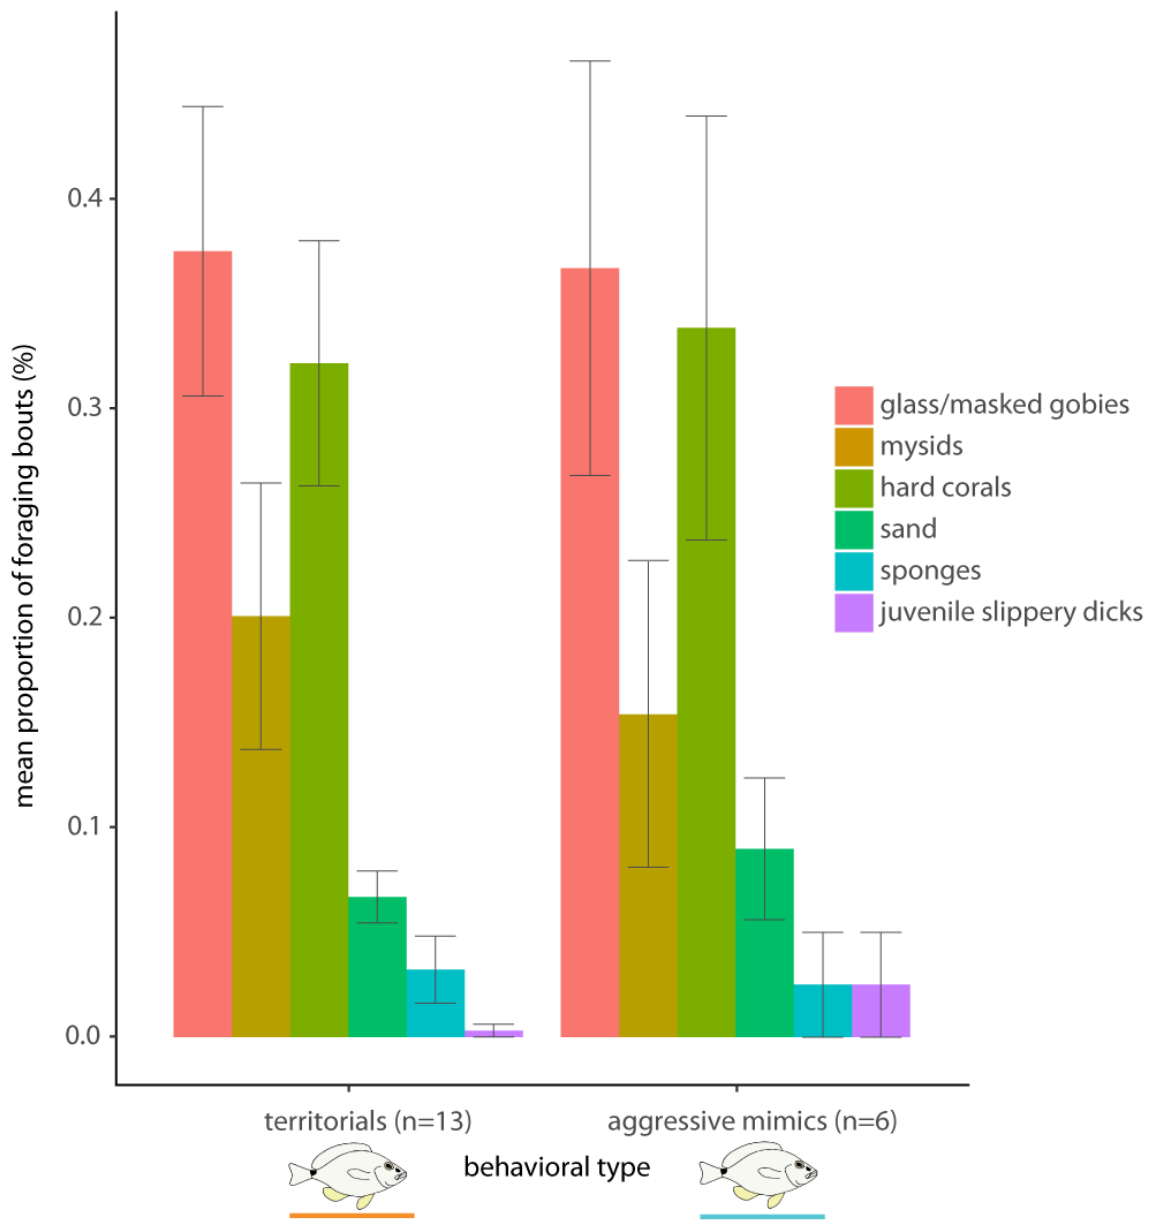 mean proportion of foraging bouts (%)
0.4
0.3
0.2
0.1
0.0
glass/masked gobies
mysids
hard corals
sand
sponges
juvenile slippery dicks
territorials (n=13)
aggressive mimics (n=6)
behavioral type